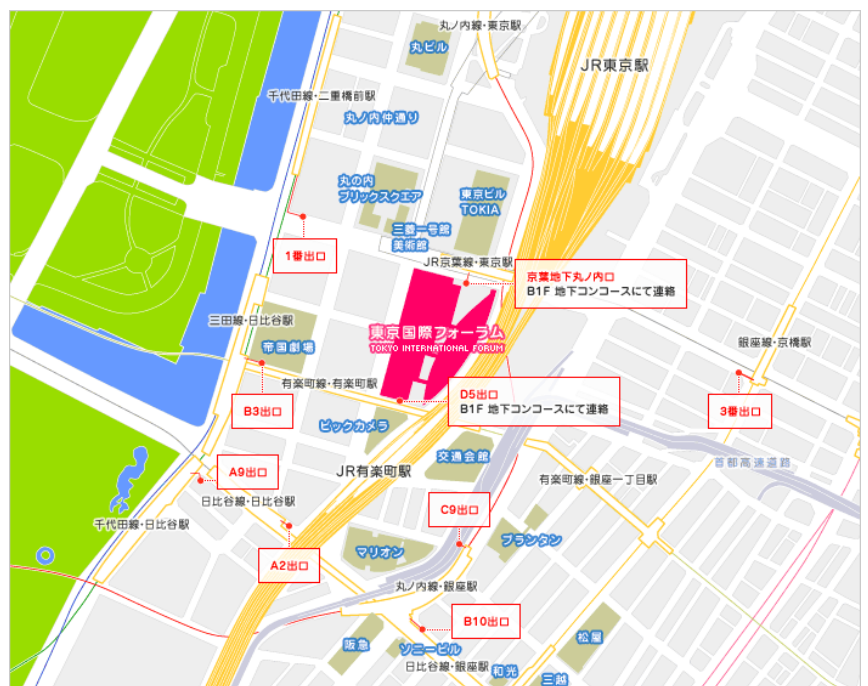 丸ノ内線・東京駅
丸ビル
JR東京駅
千代田線・二重橋前駅
丸ノ内仲通り
丸の内
ブリックスクエア
東京ビル
TOKIA
三菱一号館
美術館
1番出口
JR京葉線・東京駅
京葉地下丸ノ内口
B1F 地下コンコースにて連絡
三田線・日比谷駅
東京国際フォーラム
TOKYO INTERNATIONAL FORUM
帝国劇場
銀座線・京橋駅
有楽町線・有楽町駅
D5出口
B1F 地下コンコースにて連絡
B3出口
3番出口
ビックカメラ
交通会館
首都高速道路
A9出口
JR有楽町駅
有楽町線・銀座一丁目駅
日比谷線・日比谷駅
C9出口
千代田線・日比谷駅
プランタン
マリオン
A2出口
丸ノ内線・銀座駅
B10出口
松屋
阪急
ソニービル
日比谷線・銀座駅
和光
三越